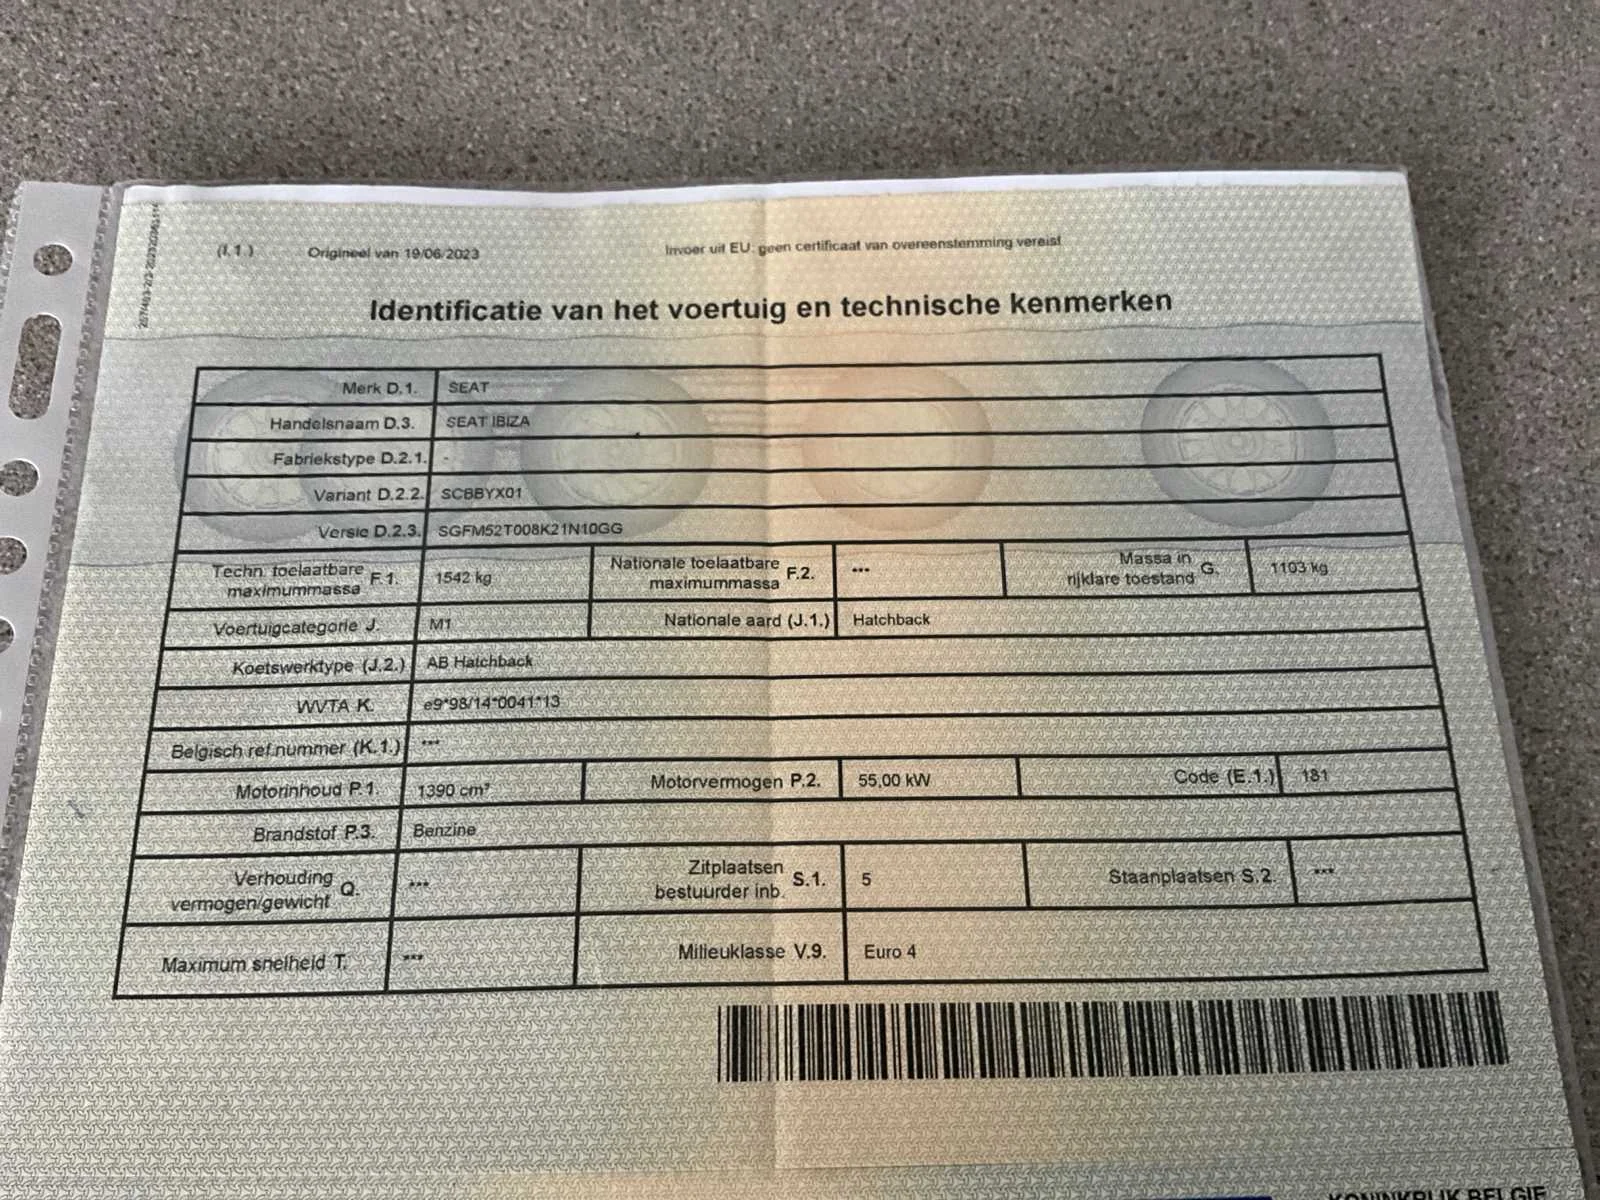 (I.1.) Origineel van 19/06/2023 Invoer uit EU: geen certificaat van overeenstemming vereist
Identificatie van het voertuig en technische kenmerken
Merk D.1. SEAT
Handelsnaam D.3. SEAT IBIZA
Fabriekstype D.2.1. -
Variant D.2.2. SCBBYX01
Versie D.2.3. SGFM52T008K21N10GG
Techn. toelaatbare maximummassa F.1. 1542 kg Nationale toelaatbare maximummassa F.2. *** Massa in rijklare toestand G. 1103 kg
Voertuigcategorie J. M1 Nationale aard (J.1.) Hatchback
Koetswerktype (J.2.) AB Hatchback
WVTA K. e9*98/14*0041*13
Belgisch ref.nummer (K.1.) ***
Motorinhoud P.1. 1390 cm³ Motorvermogen P.2. 55,00 kW Code (E.1.) 181
Brandstof P.3. Benzine
Verhouding vermogen/gewicht Q. *** Zitplaatsen bestuurder inb. S.1. 5 Staanplaatsen S.2. ***
Maximum snelheid T. *** Milieuklasse V.9. Euro 4
KONINKRIJK BELGIE